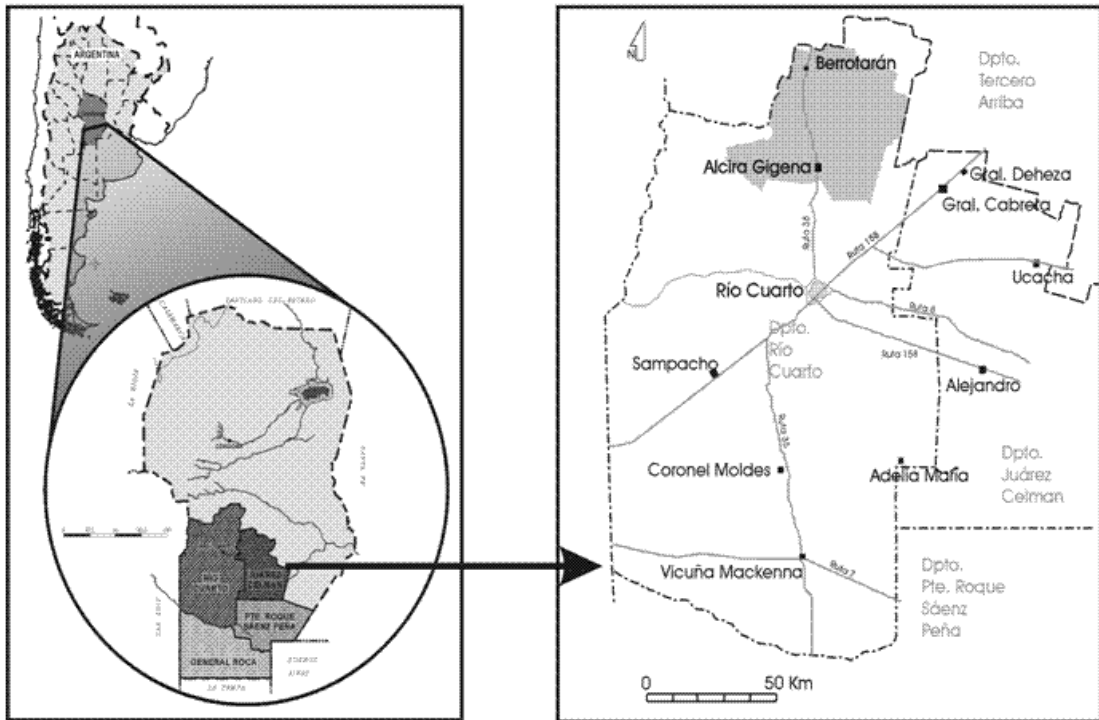 ARGENTINA
SANTIAGO DEL ESTERO
CATAMARCA
LA RIOJA
SANTA FE
RIO
CUARTO
JUAREZ
CELMAN
PTE. ROQUE
SÁENZ PEÑA
GENERAL ROCA
SAN LUIS
BUENOS
AIRES
LA PAMPA
N
Berrotarán
Dpto.
Tercero
Arriba
Alcira Gigena
Gral. Deheza
Gral. Cabrera
Ruta 36
Ruta 158
Ucacha
Río Cuarto
Ruta 8
Dpto.
Río
Cuarto
Ruta 158
Sampacho
Alejandro
Ruta 35
Coronel Moldes
Adelia María
Dpto.
Juárez
Celman
Vicuña Mackenna
Ruta 7
Dpto.
Pte. Roque
Sáenz
Peña
0 50 Km